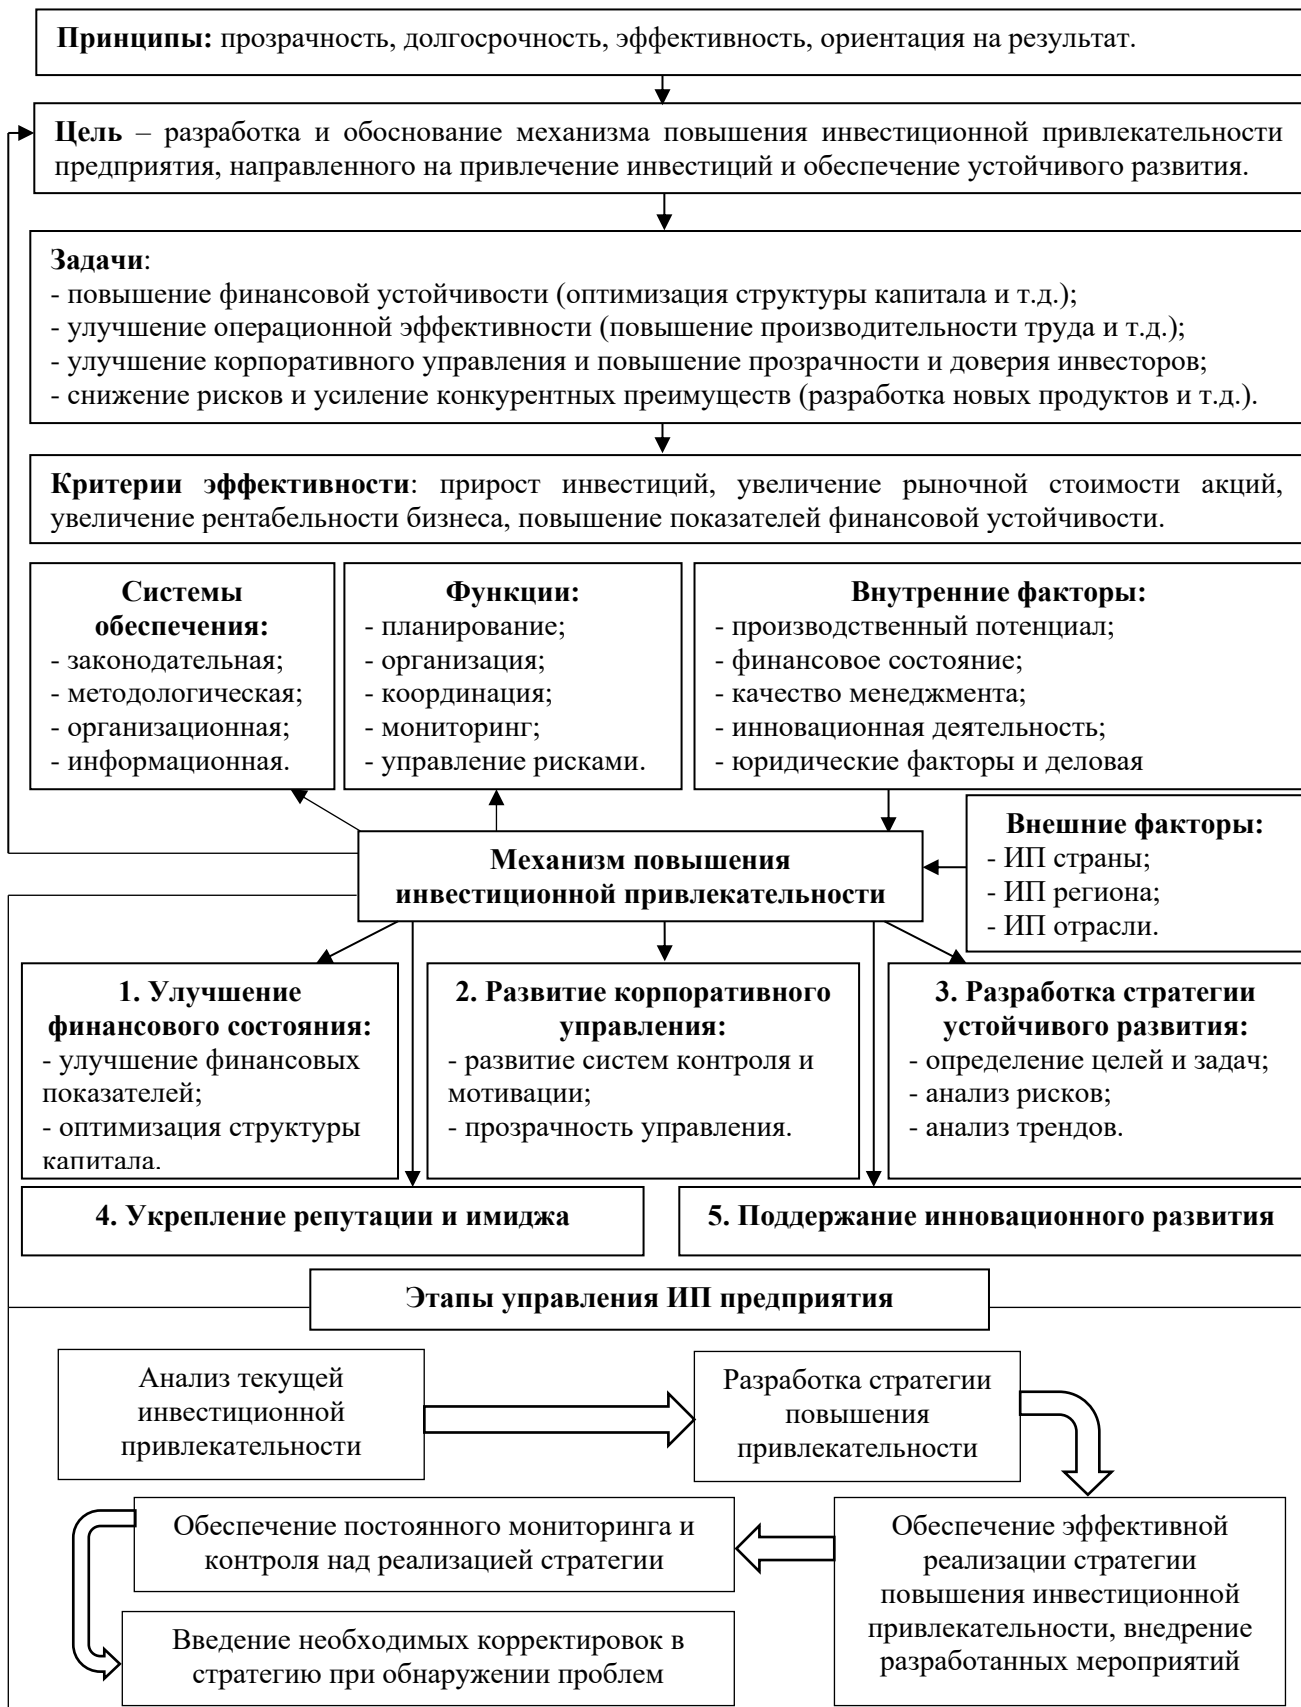 Принципы: прозрачность, долгосрочность, эффективность, ориентация на результат.
Цель – разработка и обоснование механизма повышения инвестиционной привлекательности
предприятия, направленного на привлечение инвестиций и обеспечение устойчивого развития.
Задачи:
- повышение финансовой устойчивости (оптимизация структуры капитала и т.д.);
- улучшение операционной эффективности (повышение производительности труда и т.д.);
- улучшение корпоративного управления и повышение прозрачности и доверия инвесторов;
- снижение рисков и усиление конкурентных преимуществ (разработка новых продуктов и т.д.).
Критерии эффективности: прирост инвестиций, увеличение рыночной стоимости акций,
увеличение рентабельности бизнеса, повышение показателей финансовой устойчивости.
Системы
обеспечения:
- законодательная;
- методологическая;
- организационная;
- информационная.
Функции:
- планирование;
- организация;
- координация;
- мониторинг;
- управление рисками.
Внутренние факторы:
- производственный потенциал;
- финансовое состояние;
- качество менеджмента;
- инновационная деятельность;
- юридические факторы и деловая
Внешние факторы:
- ИП страны;
- ИП региона;
- ИП отрасли.
Механизм повышения
инвестиционной привлекательности
1. Улучшение
финансового состояния:
- улучшение финансовых
показателей;
- оптимизация структуры
капитала.
2. Развитие корпоративного
управления:
- развитие систем контроля и
мотивации;
- прозрачность управления.
3. Разработка стратегии
устойчивого развития:
- определение целей и задач;
- анализ рисков;
- анализ трендов.
4. Укрепление репутации и имиджа
5. Поддержание инновационного развития
Этапы управления ИП предприятия
Анализ текущей
инвестиционной
привлекательности
Разработка стратегии
повышения
привлекательности
Обеспечение эффективной
реализации стратегии
повышения инвестиционной
привлекательности, внедрение
разработанных мероприятий
Обеспечение постоянного мониторинга и
контроля над реализацией стратегии
Введение необходимых корректировок в
стратегию при обнаружении проблем